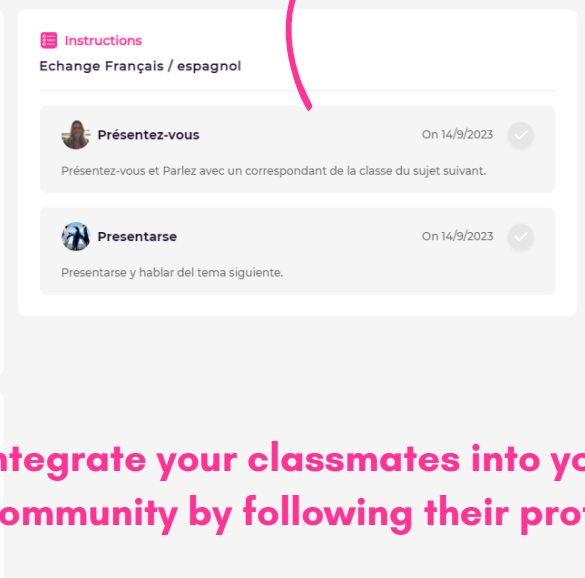 Instructions
Echange Français / espagnol
Présentez-vous On 14/9/2023
Présentez-vous et Parlez avec un correspondant de la classe du sujet suivant.
Presentarse On 14/9/2023
Presentarse y hablar del tema siguiente.
ntegrate your classmates into yo
ommunity by following their prof